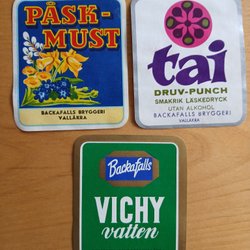 PÅSK-
MUST
BACKAFALLS BRYGGERI
VALLÅKRA
tai
DRUV-PUNCH
SMAKRIK LÄSKEDRYCK
UTAN ALKOHOL
BACKAFALLS BRYGGERI
VALLÅKRA
Backafalls
VICHY
vatten